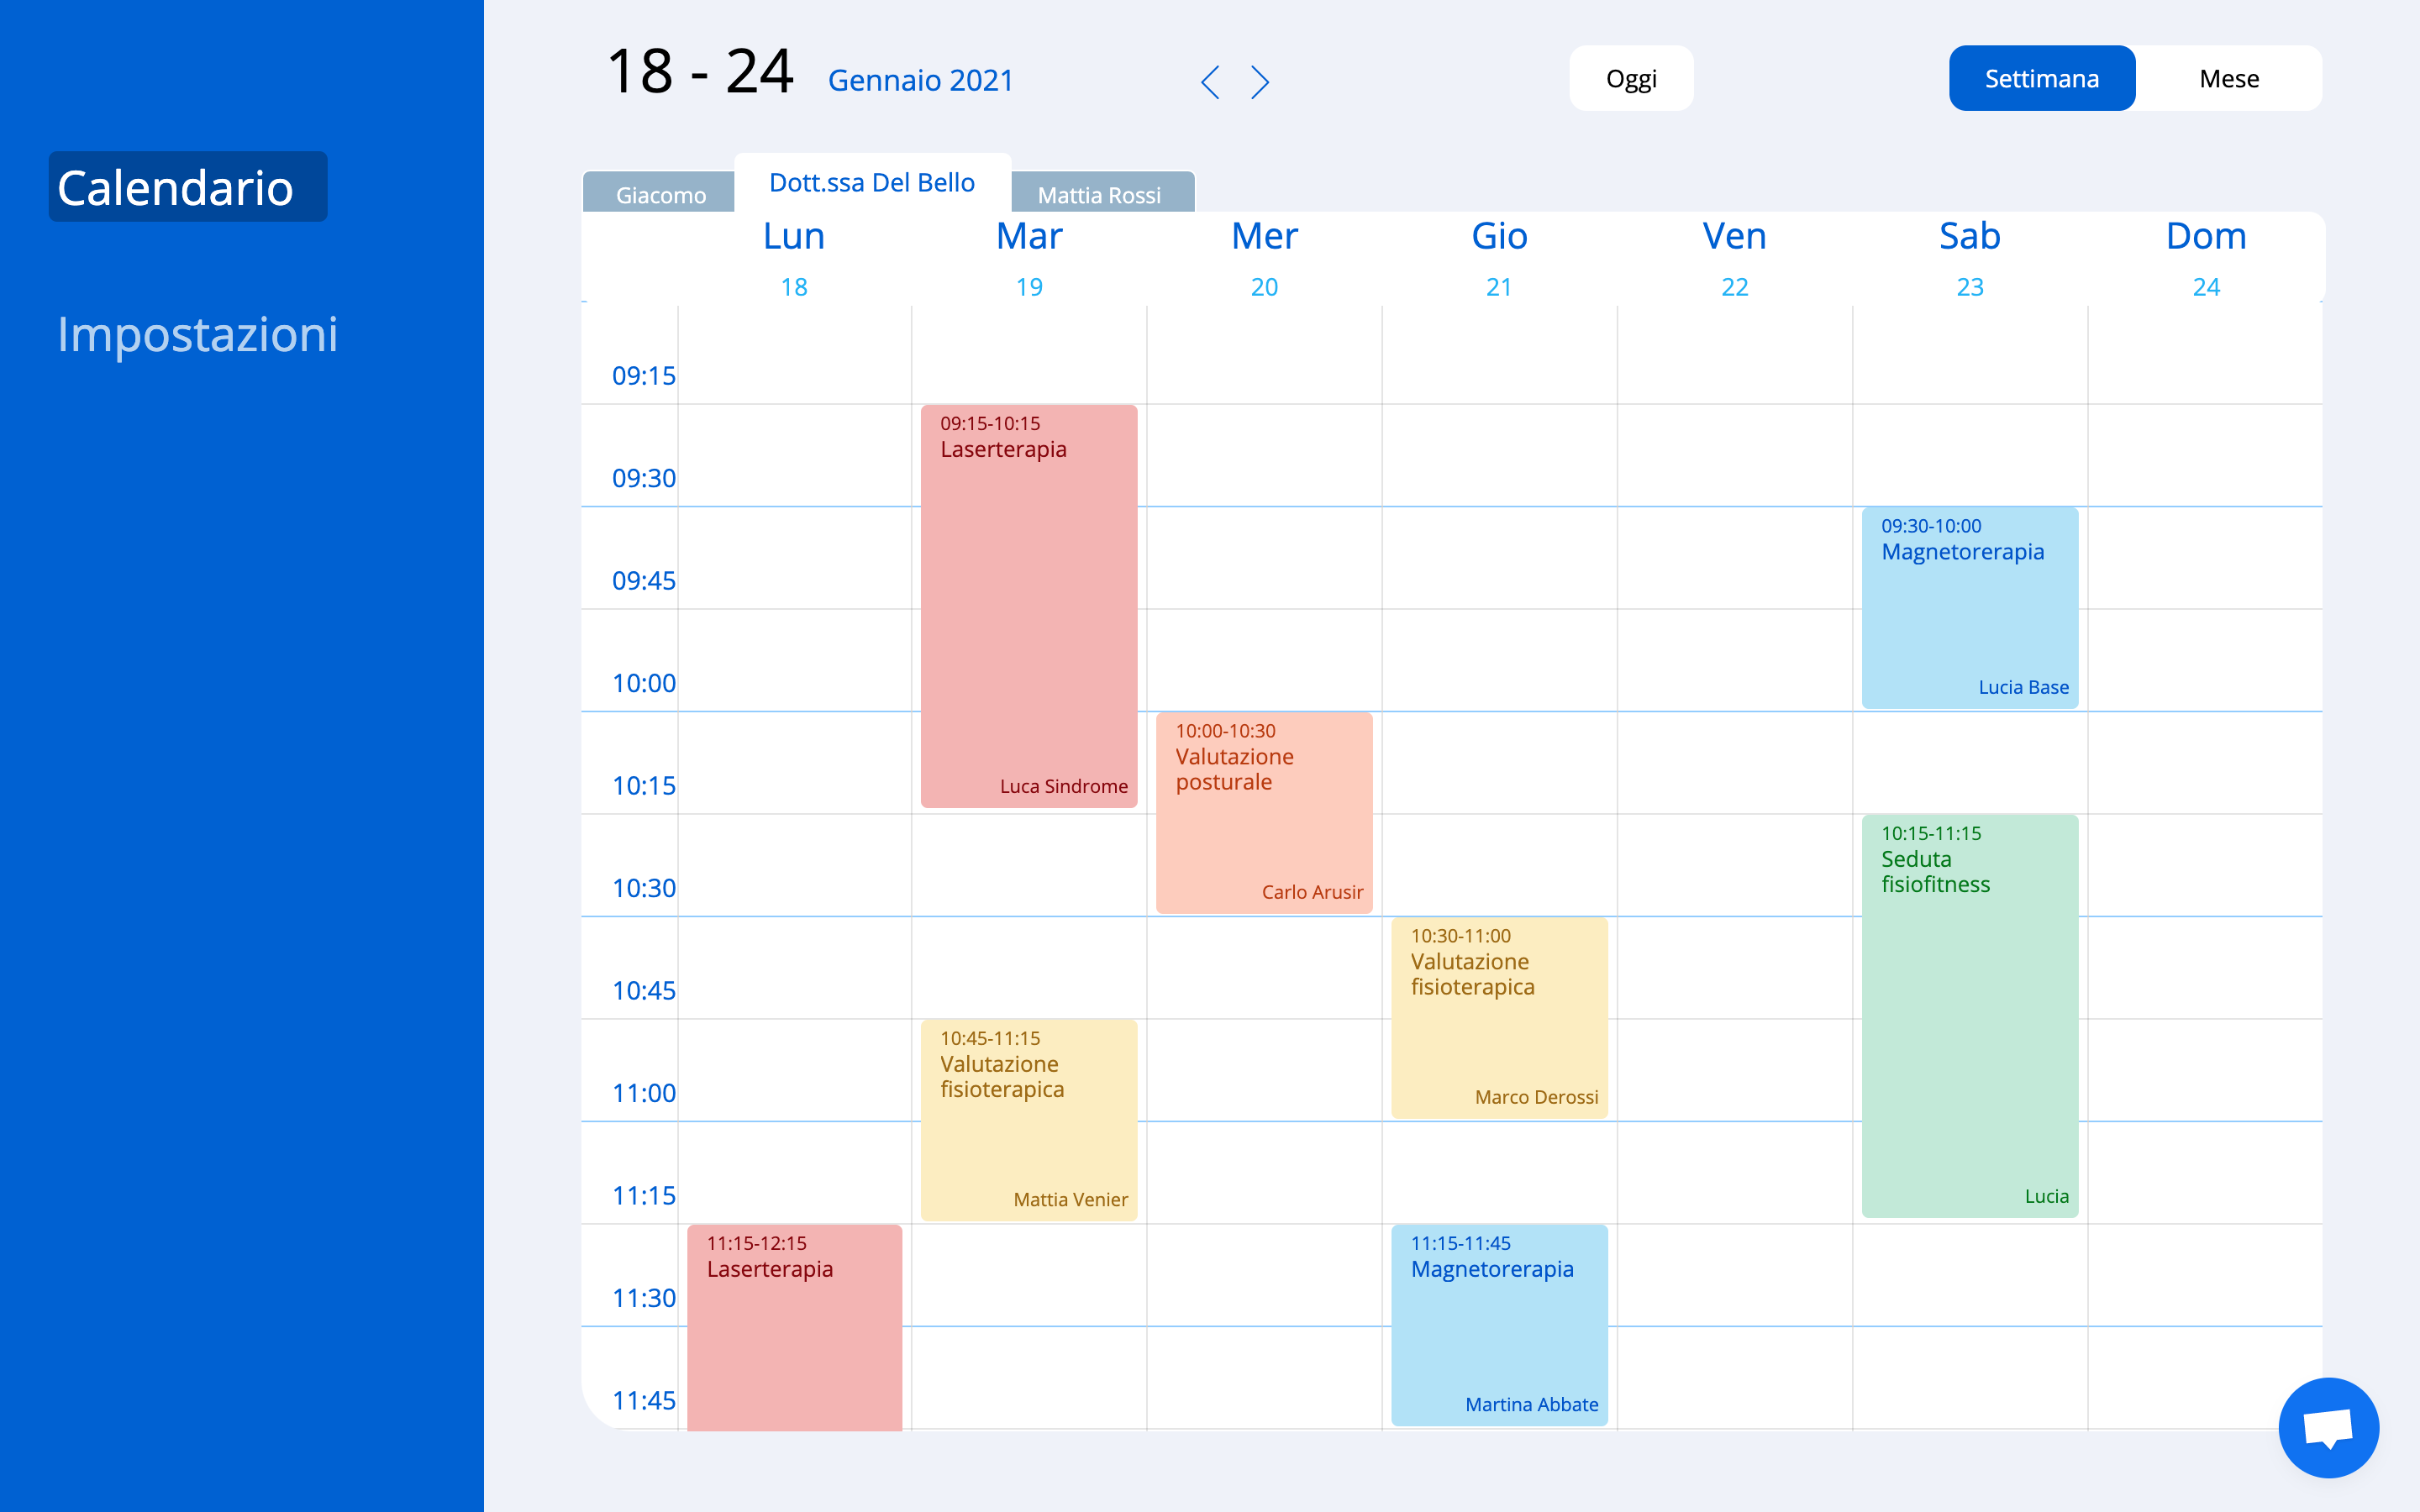 Calendario
Impostazioni
18 - 24 Gennaio 2021
Oggi
Settimana
Mese
Giacomo
Dott.ssa Del Bello
Mattia Rossi
Lun
Mar
Mer
Gio
Ven
Sab
Dom
18
19
20
21
22
23
24
09:15
09:30
09:45
10:00
10:15
10:30
10:45
11:00
11:15
11:30
11:45
11:15-12:15
Laserterapia
09:15-10:15
Laserterapia
Luca Sindrome
10:45-11:15
Valutazione
fisioterapica
Mattia Venier
10:00-10:30
Valutazione
posturale
Carlo Arusir
10:30-11:00
Valutazione
fisioterapica
Marco Derossi
11:15-11:45
Magnetorerapia
Martina Abbate
09:30-10:00
Magnetorerapia
Lucia Base
10:15-11:15
Seduta
fisiofitness
Lucia